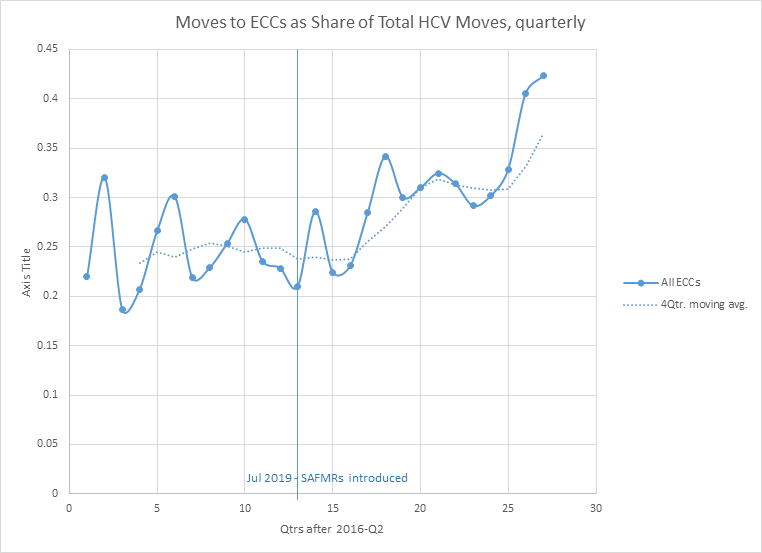 Moves to ECCs as Share of Total HCV Moves, quarterly
0.45
0.4
0.35
0.3
0.25
0.2
0.15
0.1
0.05
0
Axis Title
All ECCs
4Qtr. moving avg.
Jul 2019 - SAFMRs introduced
0 5 10 15 20 25 30
Qtrs after 2016-Q2